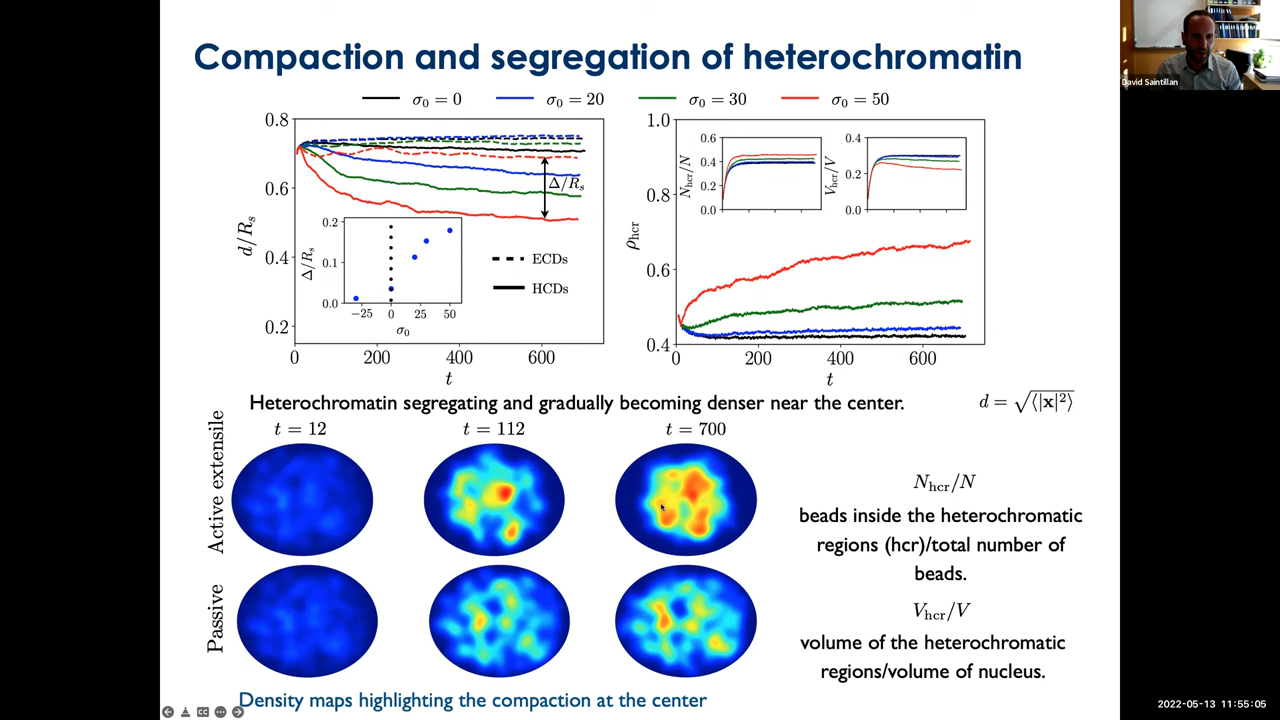 Compaction and segregation of heterochromatin
David Saintillan
σ₀ = 0 σ₀ = 20 σ₀ = 30 σ₀ = 50
0.8
0.6
0.4
0.2
d/Rₛ
0 200 400 600
t
Δ/Rₛ
ECDs
HCDs
0.2
0.1
0.0
Δ/Rₛ
−25 0 25 50
σ₀
1.0
0.8
0.6
0.4
ρhcr
0 200 400 600
t
0.6
0.4
0.2
0.0
Nhcr/N
0.4
0.2
0.0
Vhcr/V
Heterochromatin segregating and gradually becoming denser near the center.
d = √⟨|x|²⟩
t = 12 t = 112 t = 700
Active extensile
Passive
Nhcr/N
beads inside the heterochromatic
regions (hcr)/total number of
beads.
Vhcr/V
volume of the heterochromatic
regions/volume of nucleus.
Density maps highlighting the compaction at the center
CC
2022-05-13 11:55:05